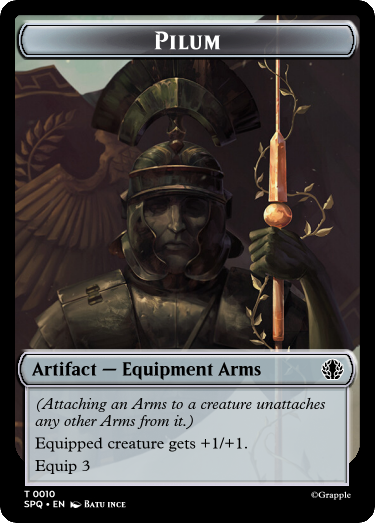 PILUM
Artifact — Equipment Arms
(Attaching an Arms to a creature unattaches
any other Arms from it.)
Equipped creature gets +1/+1.
Equip 3
T 0010
©Grapple
SPQ • EN BATU INCE